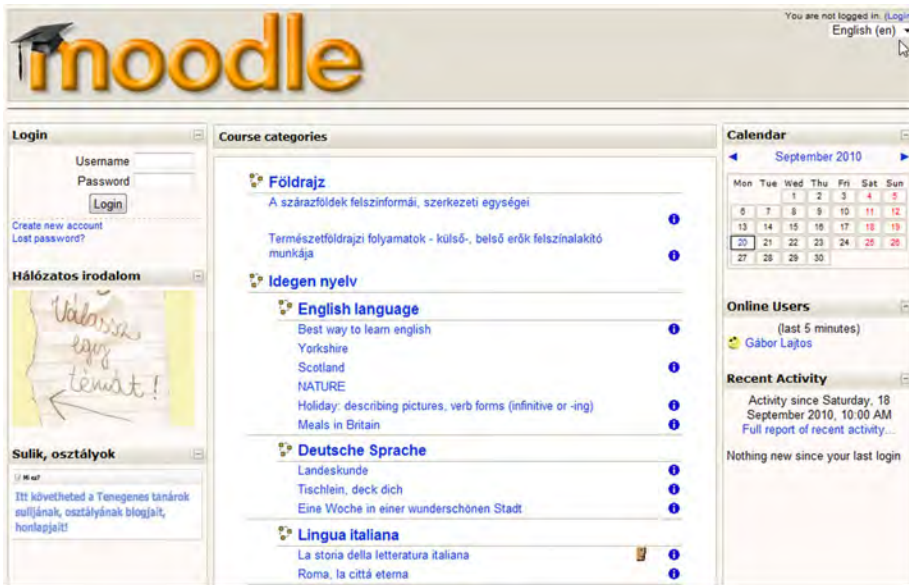 moodle
You are not logged in. (Login
English (en)
Login
Username
Password
Login
Create new account
Lost password?
Hálózatos irodalom
Válassz
egy
témát!
Sulik, osztályok
Mi ez?
Itt követheted a Tenegenes tanárok
sulijának, osztályának blogjait,
honlapjait!
Course categories
Földrajz
A szárazföldek felszínformái, szerkezeti egységei
Természetföldrajzi folyamatok - külső-, belső erők felszínalakító
munkája
Idegen nyelv
English language
Best way to learn english
Yorkshire
Scotland
NATURE
Holiday: describing pictures, verb forms (infinitive or -ing)
Meals in Britain
Deutsche Sprache
Landeskunde
Tischlein, deck dich
Eine Woche in einer wunderschönen Stadt
Lingua italiana
La storia della letteratura italiana
Roma, la cittá eterna
Calendar
September 2010
Mon Tue Wed Thu Fri Sat Sun
1 2 3 4 5
6 7 8 9 10 11 12
13 14 15 16 17 18 19
20 21 22 23 24 25 26
27 28 29 30
Online Users
(last 5 minutes)
Gábor Lajtos
Recent Activity
Activity since Saturday, 18
September 2010, 10:00 AM
Full report of recent activity...
Nothing new since your last login